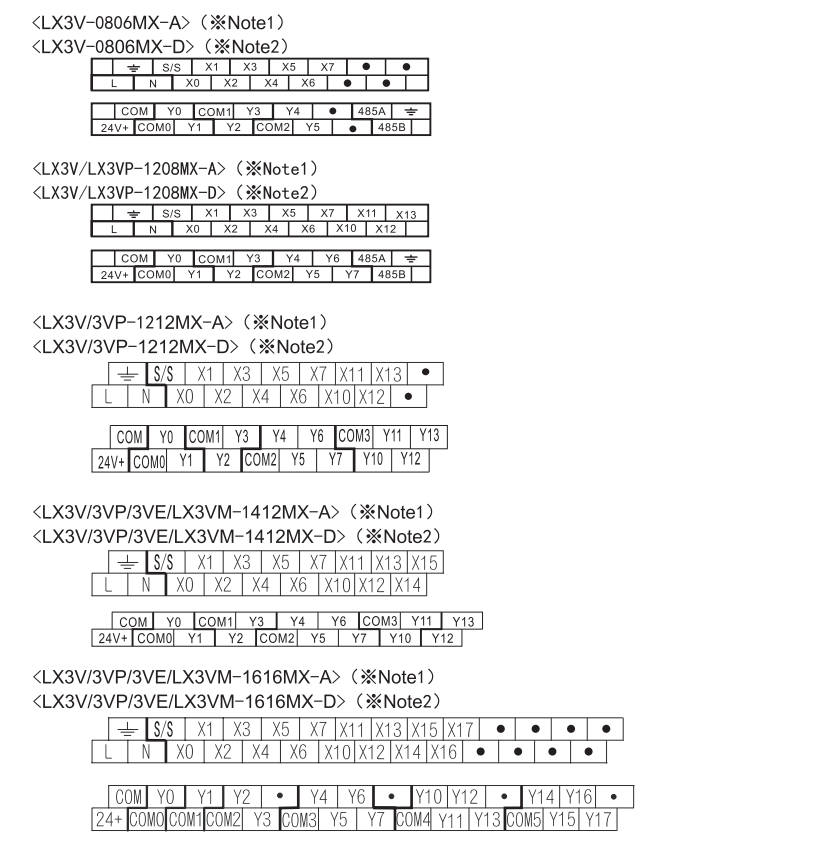 <LX3V-0806MX-A> (※Note1)
<LX3V-0806MX-D> (※Note2)
⏚ S/S X1 X3 X5 X7 ● ●
L N X0 X2 X4 X6 ● ●
COM Y0 COM1 Y3 Y4 ● 485A ⏚
24V+ COM0 Y1 Y2 COM2 Y5 ● 485B
<LX3V/LX3VP-1208MX-A> (※Note1)
<LX3V/LX3VP-1208MX-D> (※Note2)
⏚ S/S X1 X3 X5 X7 X11 X13
L N X0 X2 X4 X6 X10 X12
COM Y0 COM1 Y3 Y4 Y6 485A ⏚
24V+ COM0 Y1 Y2 COM2 Y5 Y7 485B
<LX3V/3VP-1212MX-A> (※Note1)
<LX3V/3VP-1212MX-D> (※Note2)
⏚ S/S X1 X3 X5 X7 X11 X13 ●
L N X0 X2 X4 X6 X10 X12 ●
COM Y0 COM1 Y3 Y4 Y6 COM3 Y11 Y13
24V+ COM0 Y1 Y2 COM2 Y5 Y7 Y10 Y12
<LX3V/3VP/3VE/LX3VM-1412MX-A> (※Note1)
<LX3V/3VP/3VE/LX3VM-1412MX-D> (※Note2)
⏚ S/S X1 X3 X5 X7 X11 X13 X15
L N X0 X2 X4 X6 X10 X12 X14
COM Y0 COM1 Y3 Y4 Y6 COM3 Y11 Y13
24V+ COM0 Y1 Y2 COM2 Y5 Y7 Y10 Y12
<LX3V/3VP/3VE/LX3VM-1616MX-A> (※Note1)
<LX3V/3VP/3VE/LX3VM-1616MX-D> (※Note2)
⏚ S/S X1 X3 X5 X7 X11 X13 X15 X17 ● ● ● ●
L N X0 X2 X4 X6 X10 X12 X14 X16 ● ● ● ●
COM Y0 Y1 Y2 ● Y4 Y6 ● Y10 Y12 ● Y14 Y16 ●
24+ COM0 COM1 COM2 Y3 COM3 Y5 Y7 COM4 Y11 Y13 COM5 Y15 Y17